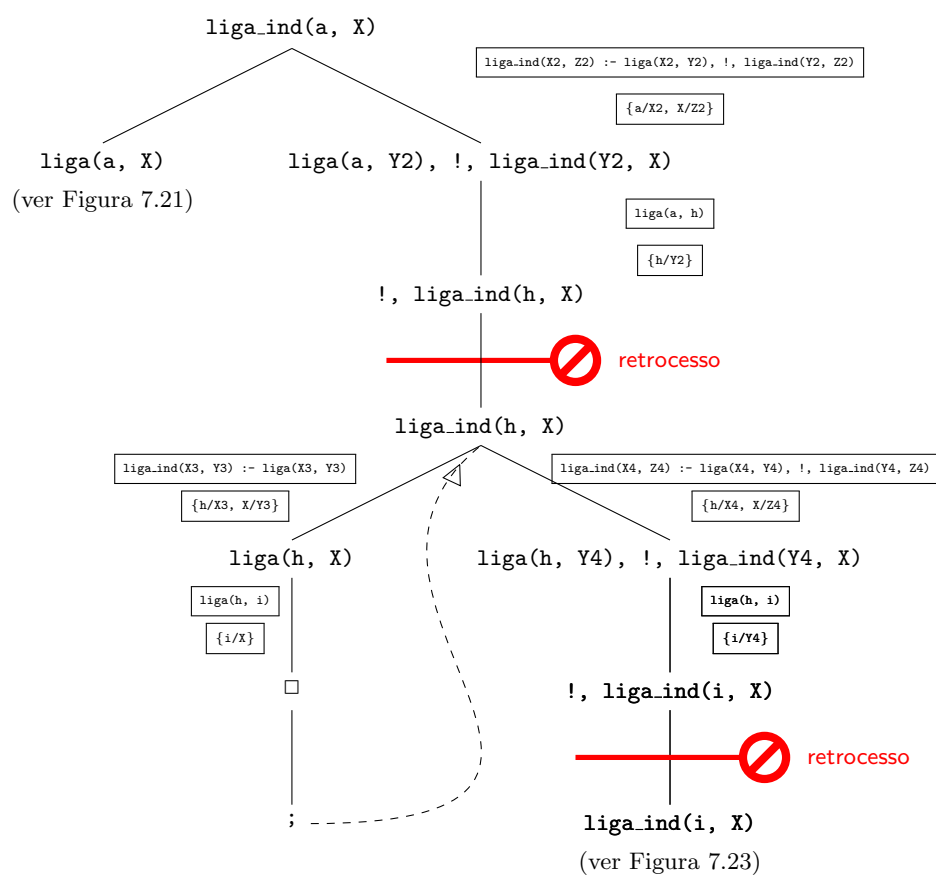 liga_ind(a, X)
liga_ind(X2, Z2) :- liga(X2, Y2), !, liga_ind(Y2, Z2)
{a/X2, X/Z2}
liga(a, X)
(ver Figura 7.21)
liga(a, Y2), !, liga_ind(Y2, X)
liga(a, h)
{h/Y2}
!, liga_ind(h, X)
retrocesso
liga_ind(h, X)
liga_ind(X3, Y3) :- liga(X3, Y3)
{h/X3, X/Y3}
liga_ind(X4, Z4) :- liga(X4, Y4), !, liga_ind(Y4, Z4)
{h/X4, X/Z4}
liga(h, X)
liga(h, Y4), !, liga_ind(Y4, X)
liga(h, i)
{i/X}
liga(h, i)
{i/Y4}
□
!, liga_ind(i, X)
retrocesso
;
liga_ind(i, X)
(ver Figura 7.23)